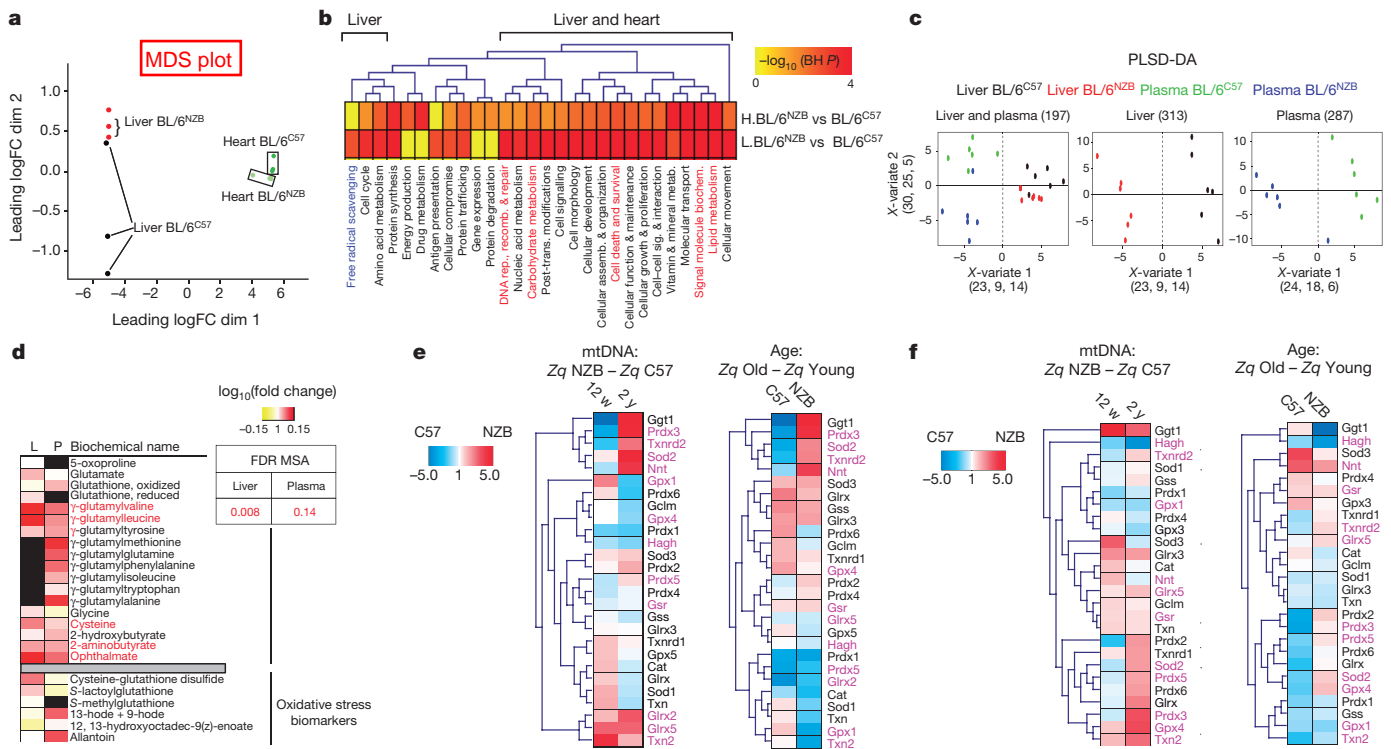 a
MDS plot
Leading logFC dim 2
1.0
0.5
0
−0.5
−1.0
Liver BL/6NZB
Heart BL/6C57
Heart BL/6NZB
Liver BL/6C57
−6
−4
−2
0
2
4
6
Leading logFC dim 1
b
Liver
Liver and heart
−log10 (BH P)
0
4
H.BL/6NZB vs BL/6C57
L.BL/6NZB vs BL/6C57
Free radical scavenging
Cell cycle
Amino acid metabolism
Protein synthesis
Energy production
Drug metabolism
Antigen presentation
Cellular compromise
Protein trafficking
Gene expression
Protein degradation
DNA rep., recomb. & repair
Nucleic acid metabolism
Carbohydrate metabolism
Post-trans. modifications
Cell signalling
Cell morphology
Cellular development
Cellular assemb. & organization
Cell death and survival
Cellular function & maintenance
Cellular growth & proliferation
Cell–cell sig. & interaction
Vitamin & mineral metab.
Molecular transport
Signal molecule biochem.
Lipid metabolism
Cellular movement
c
PLSD-DA
Liver BL/6C57 Liver BL/6NZB Plasma BL/6C57 Plasma BL/6NZB
Liver and plasma (197)
Liver (313)
Plasma (287)
X-variate 2
(30, 25, 5)
5
0
−5
−5
0
5
X-variate 1
(23, 9, 14)
5
0
−5
−5
0
5
X-variate 1
(23, 9, 14)
10
5
0
−5
−10
−5
0
5
X-variate 1
(24, 18, 6)
d
log10(fold change)
−0.15 1 0.15
L P Biochemical name
FDR MSA
Liver Plasma
0.008 0.14
5-oxoproline
Glutamate
Glutathione, oxidized
Glutathione, reduced
γ-glutamylvaline
γ-glutamylleucine
γ-glutamyltyrosine
γ-glutamylmethionine
γ-glutamylglutamine
γ-glutamylphenylalanine
γ-glutamylisoleucine
γ-glutamyltryptophan
γ-glutamylalanine
Glycine
Cysteine
2-hydroxybutyrate
2-aminobutyrate
Ophthalmate
Cysteine-glutathione disulfide
S-lactoylglutathione
S-methylglutathione
13-hode + 9-hode
12, 13-hydroxyoctadec-9(z)-enoate
Allantoin
Oxidative stress
biomarkers
e
mtDNA:
Zq NZB – Zq C57
12 w
2 y
C57 NZB
−5.0 5.0
Ggt1
Prdx3
Txnrd2
Sod2
Nnt
Gpx1
Prdx6
Gclm
Gpx4
Prdx1
Hagh
Sod3
Prdx2
Prdx5
Prdx4
Gsr
Gss
Glrx3
Txnrd1
Gpx5
Cat
Glrx
Sod1
Txn
Glrx2
Glrx5
Txn2
Age:
Zq Old – Zq Young
C57
NZB
Ggt1
Prdx3
Sod2
Txnrd2
Nnt
Sod3
Glrx
Gss
Glrx3
Prdx6
Gclm
Txnrd1
Gpx4
Prdx2
Prdx4
Gsr
Glrx5
Gpx5
Hagh
Prdx1
Prdx5
Glrx2
Cat
Sod1
Txn
Gpx1
Txn2
f
mtDNA:
Zq NZB – Zq C57
12 w
2 y
C57 NZB
−5.0 5.0
Ggt1
Hagh
Txnrd2
Sod1
Gss
Prdx1
Gpx1
Prdx4
Gpx3
Sod3
Glrx3
Cat
Nnt
Glrx5
Gclm
Gsr
Txn
Prdx2
Txnrd1
Sod2
Prdx5
Prdx6
Glrx
Prdx3
Gpx4
Txn2
Age:
Zq Old – Zq Young
C57
NZB
Ggt1
Hagh
Sod3
Nnt
Prdx4
Gsr
Gpx3
Txnrd1
Txnrd2
Glrx5
Cat
Gclm
Sod1
Glrx3
Txn
Prdx2
Prdx3
Prdx5
Prdx6
Glrx
Sod2
Gpx4
Prdx1
Gss
Gpx1
Txn2